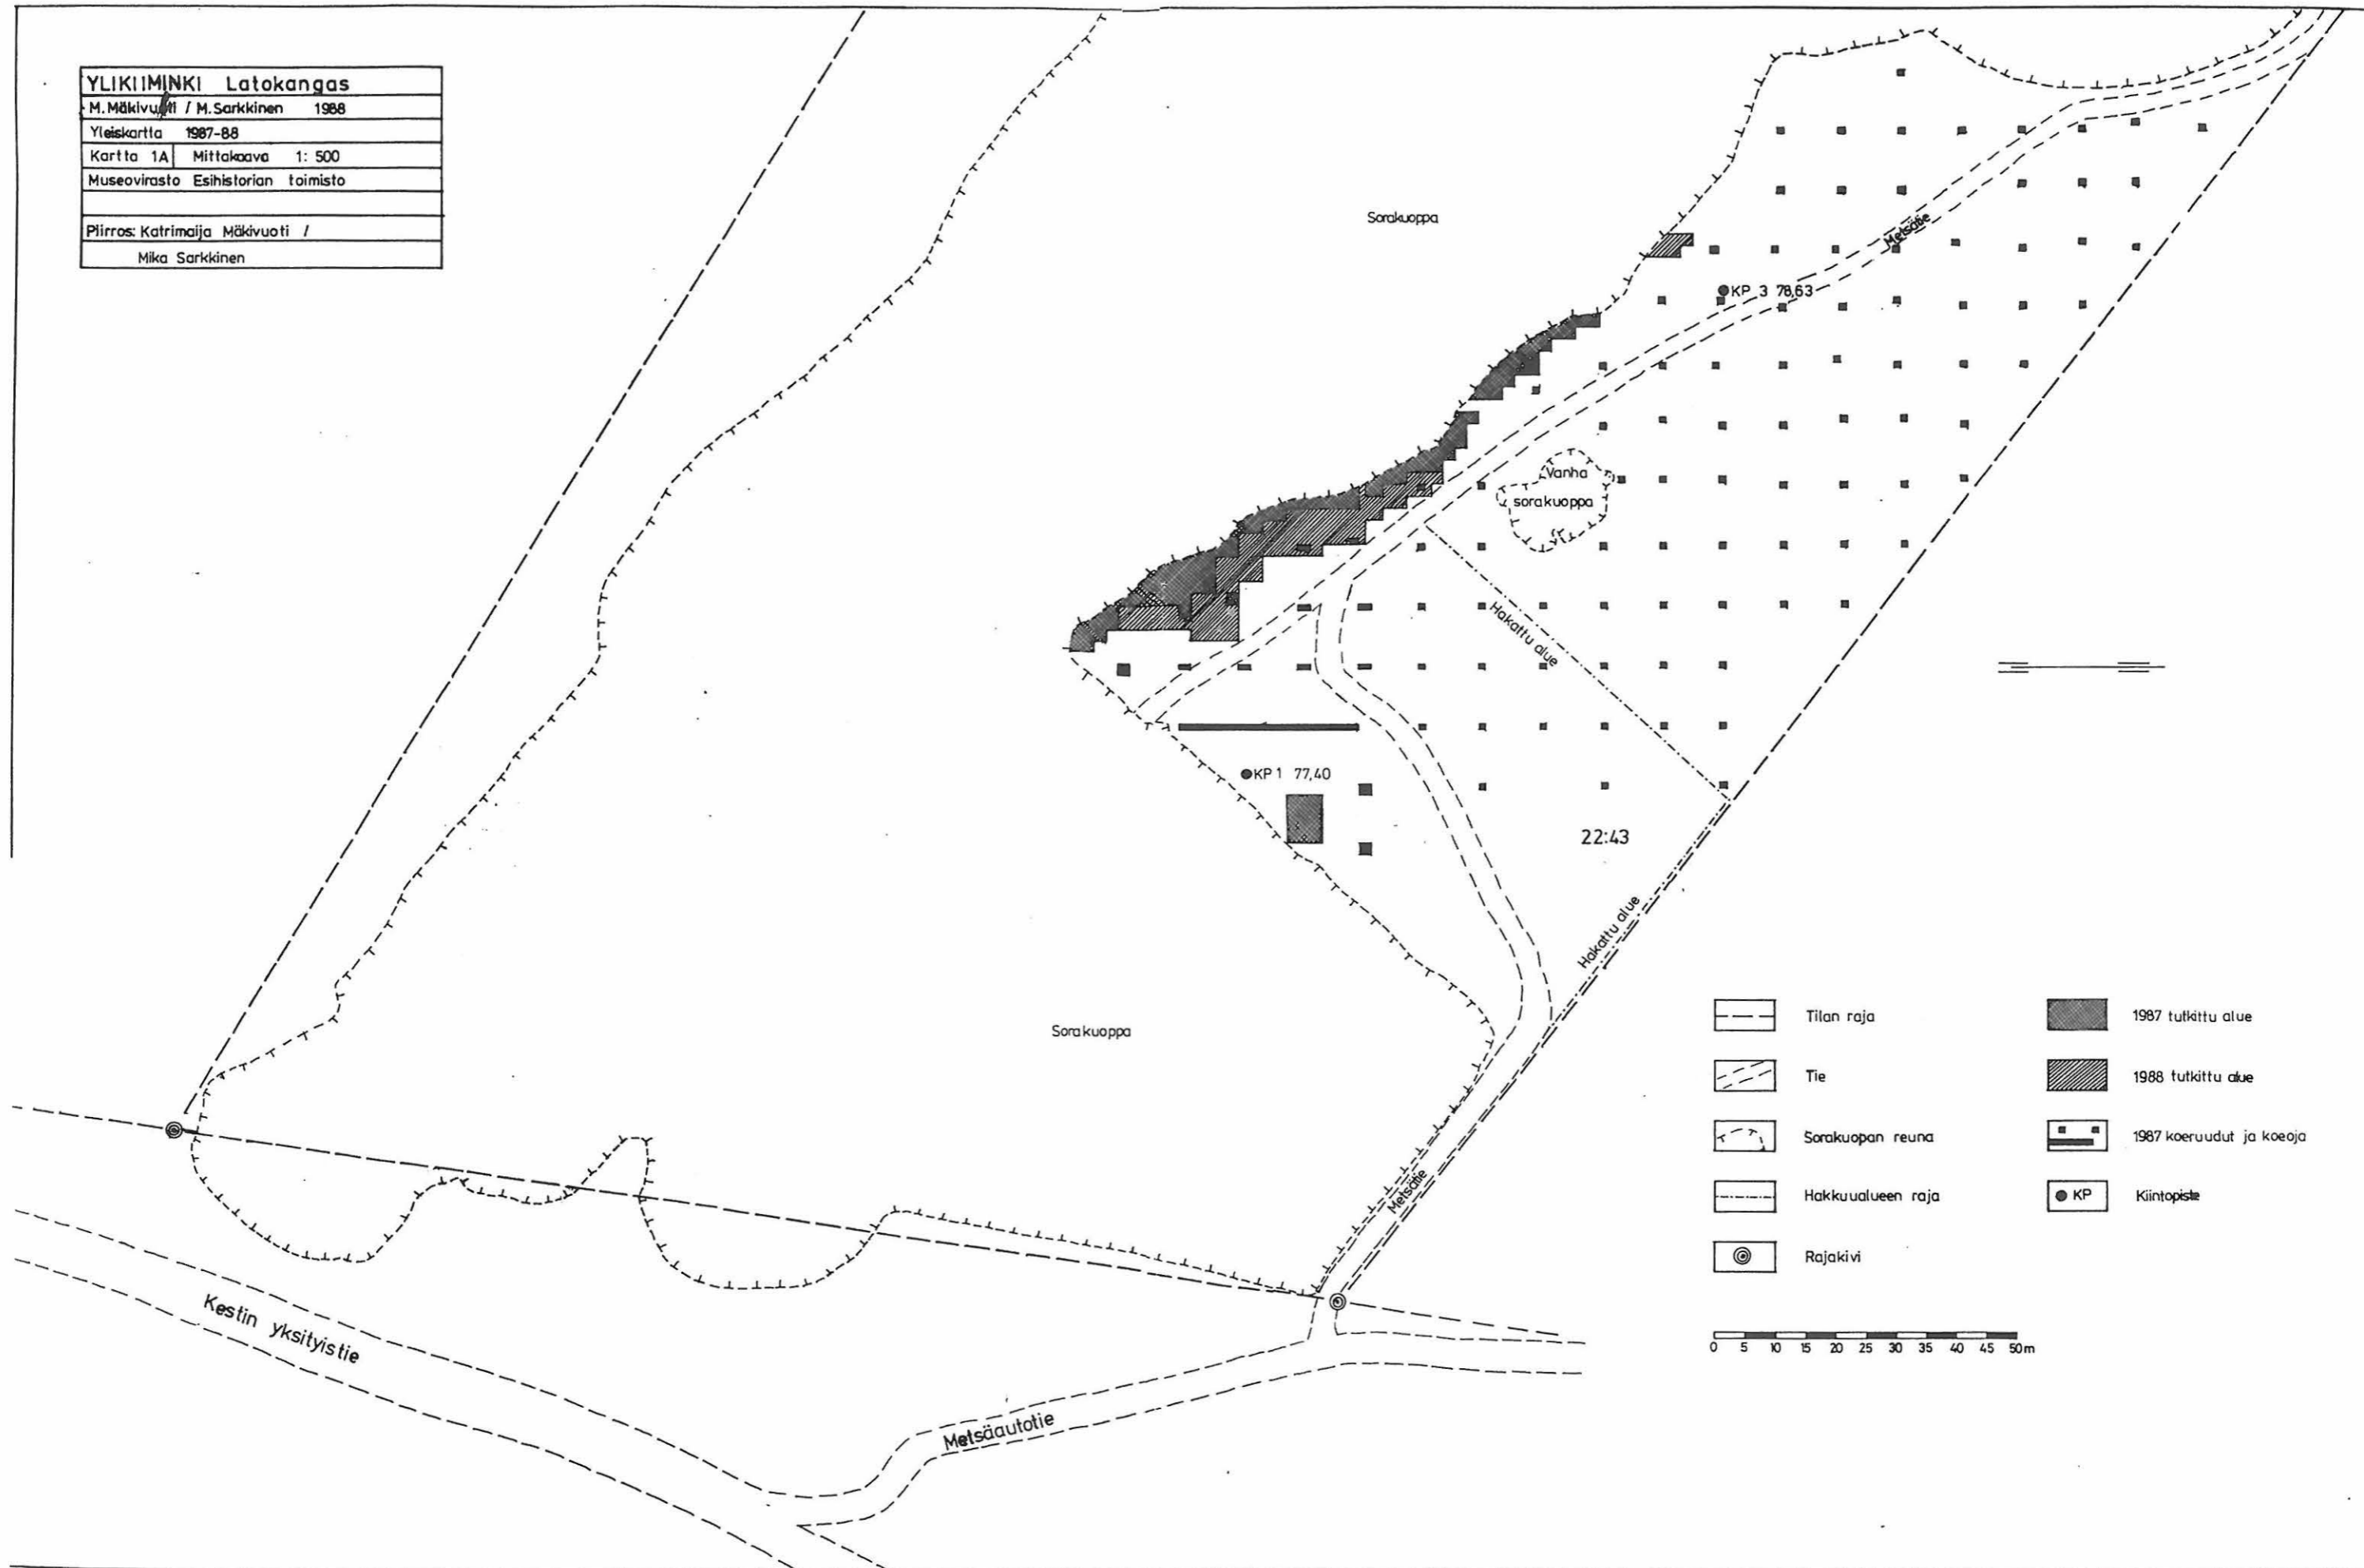 YLIKIIMINKI Latokangas
M. Mäkivuoti / M. Sarkkinen 1988
Yleiskartta 1987-88
Kartta 1A Mittakaava 1: 500
Museovirasto Esihistorian toimisto
Piirros: Katrimaija Mäkivuoti /
Mika Sarkkinen
Sorakuoppa
Metsätie
KP 3 78,63
Vanha
sorakuoppa
Hakattu alue
KP 1 77,40
22:43
Hakattu alue
Sorakuoppa
Metsätie
Kestin yksityistie
Metsäautotie
Tilan raja
Tie
Sorakuopan reuna
Hakkuualueen raja
Rajakivi
1987 tutkittu alue
1988 tutkittu alue
1987 koeruudut ja koeoja
KP Kiintopiste
0 5 10 15 20 25 30 35 40 45 50m